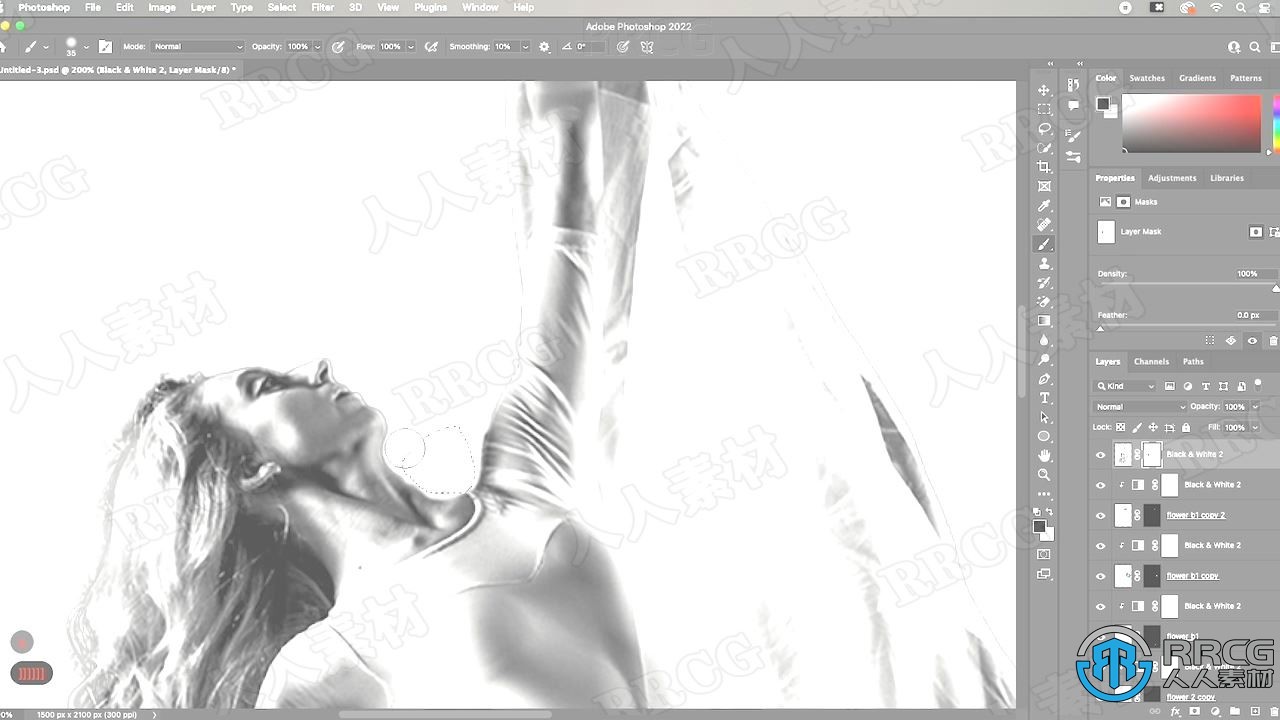 Photoshop File Edit Image Layer Type Select Filter 3D View Plugins Window Help
Adobe Photoshop 2022
35 Mode: Normal Opacity: 100% Flow: 100% Smoothing: 10% 0°
Untitled-3.psd @ 200% (Black & White 2, Layer Mask/8) *
Color Swatches Gradients Patterns
Properties Adjustments Libraries
Masks
Layer Mask
Density: 100%
Feather: 0.0 px
Layers Channels Paths
Kind
Normal Opacity: 100%
Lock: Fill: 100%
Black & White 2
Black & White 2
flower b1 copy 2
Black & White 2
flower b1 copy
Black & White 2
flower b1
flower 2 copy
1500 px x 2100 px (300 ppi)
RRCG
人人素材